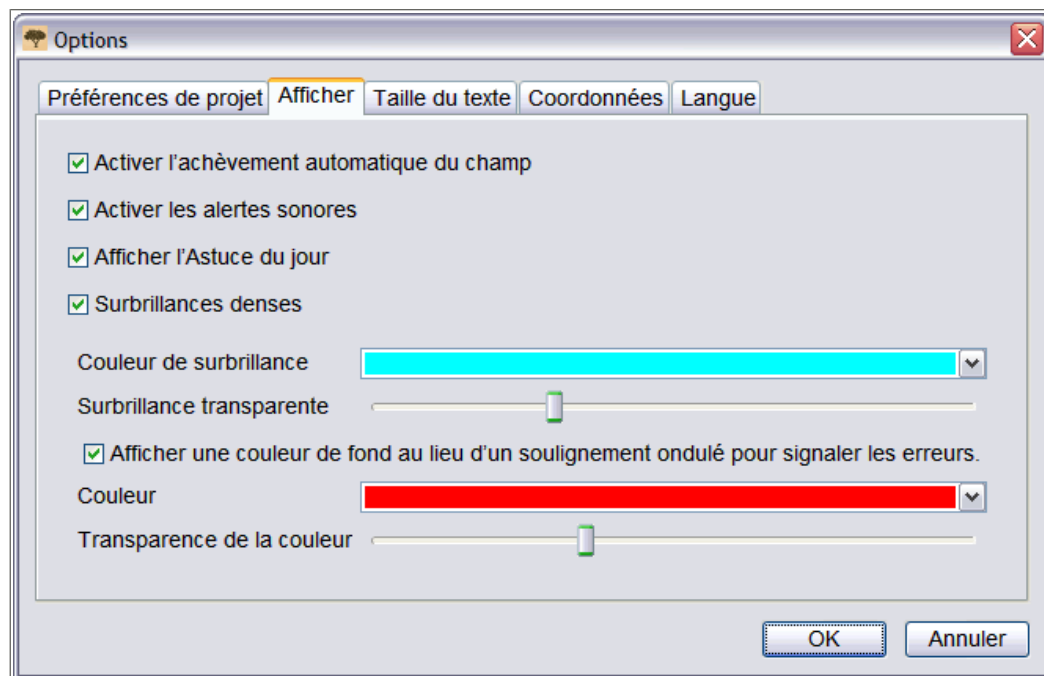 Options
Préférences de projet Afficher Taille du texte Coordonnées Langue
Activer l'achèvement automatique du champ
Activer les alertes sonores
Afficher l'Astuce du jour
Surbrillances denses
Couleur de surbrillance
Surbrillance transparente
Afficher une couleur de fond au lieu d'un soulignement ondulé pour signaler les erreurs.
Couleur
Transparence de la couleur
OK Annuler